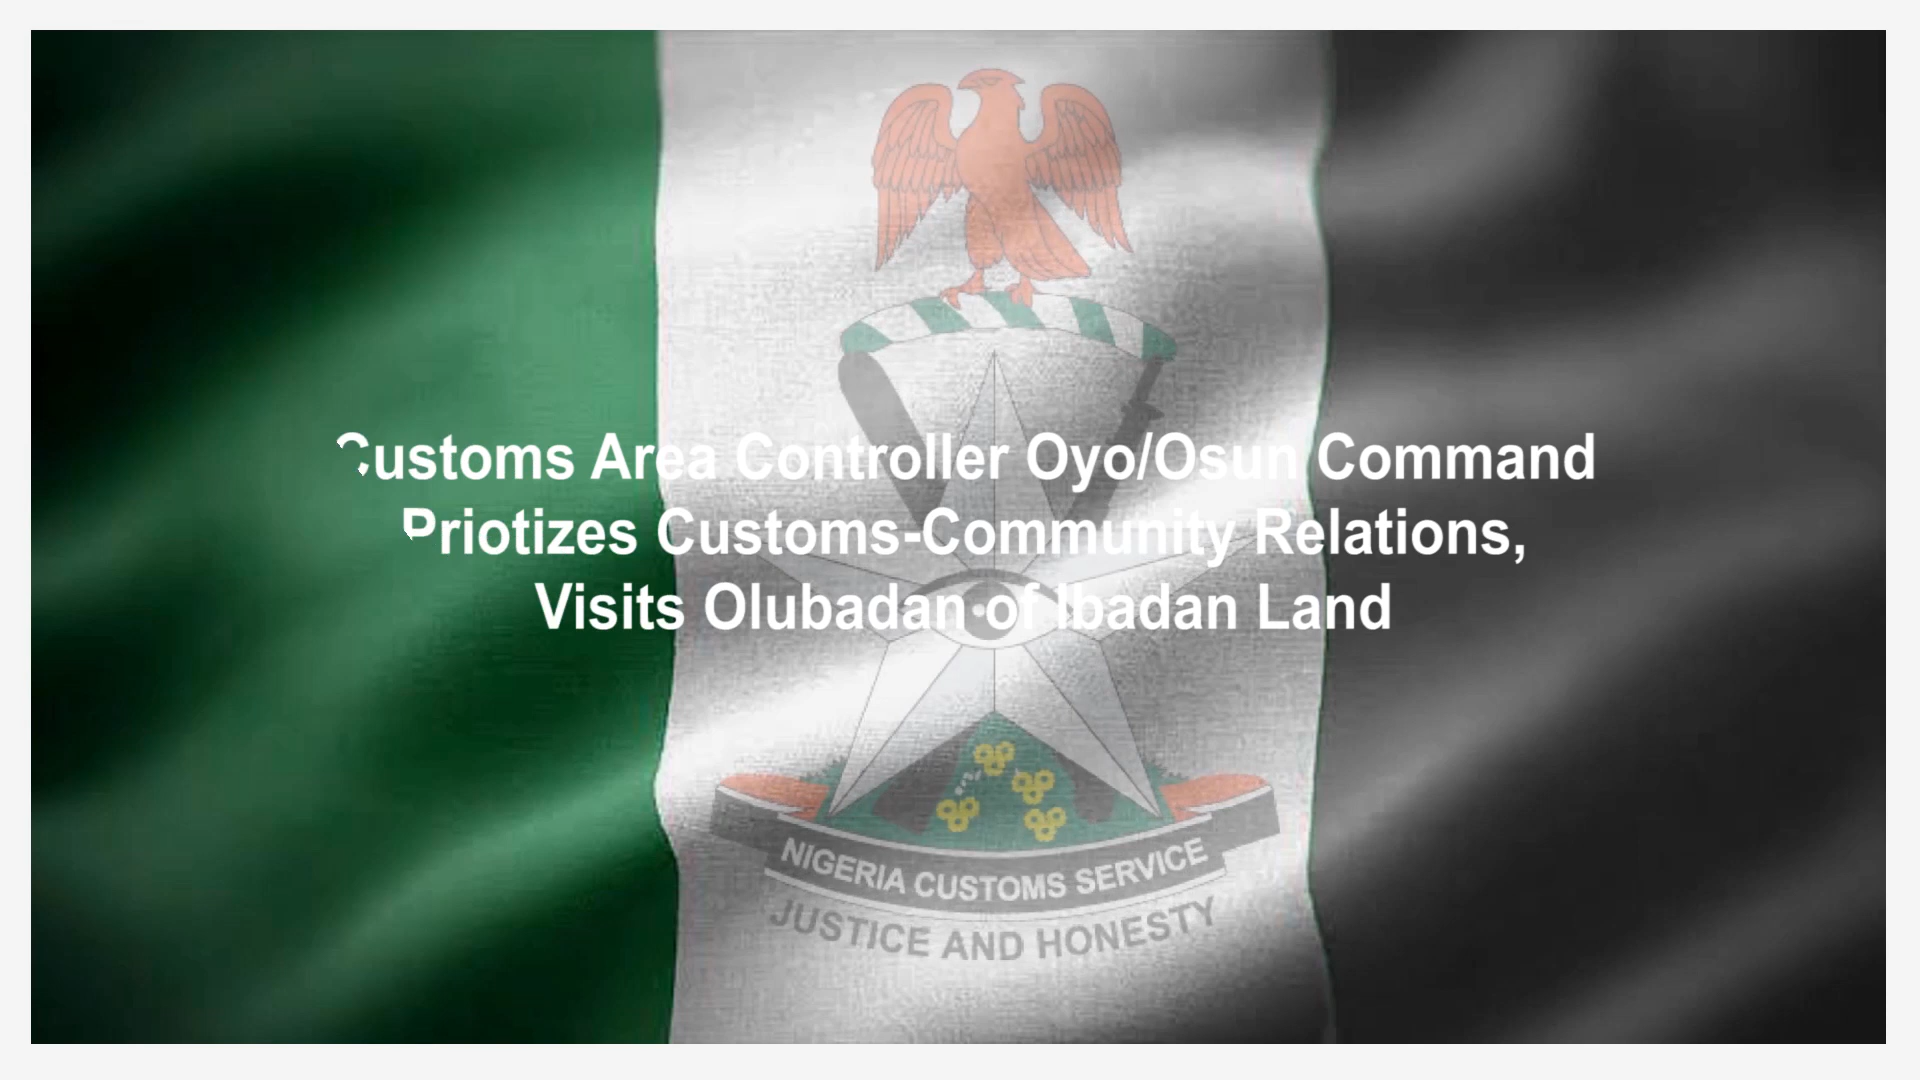 Customs Area Controller Oyo/Osun Command
Priotizes Customs-Community Relations,
Visits Olubadan of Ibadan Land
NIGERIA CUSTOMS SERVICE
JUSTICE AND HONESTY